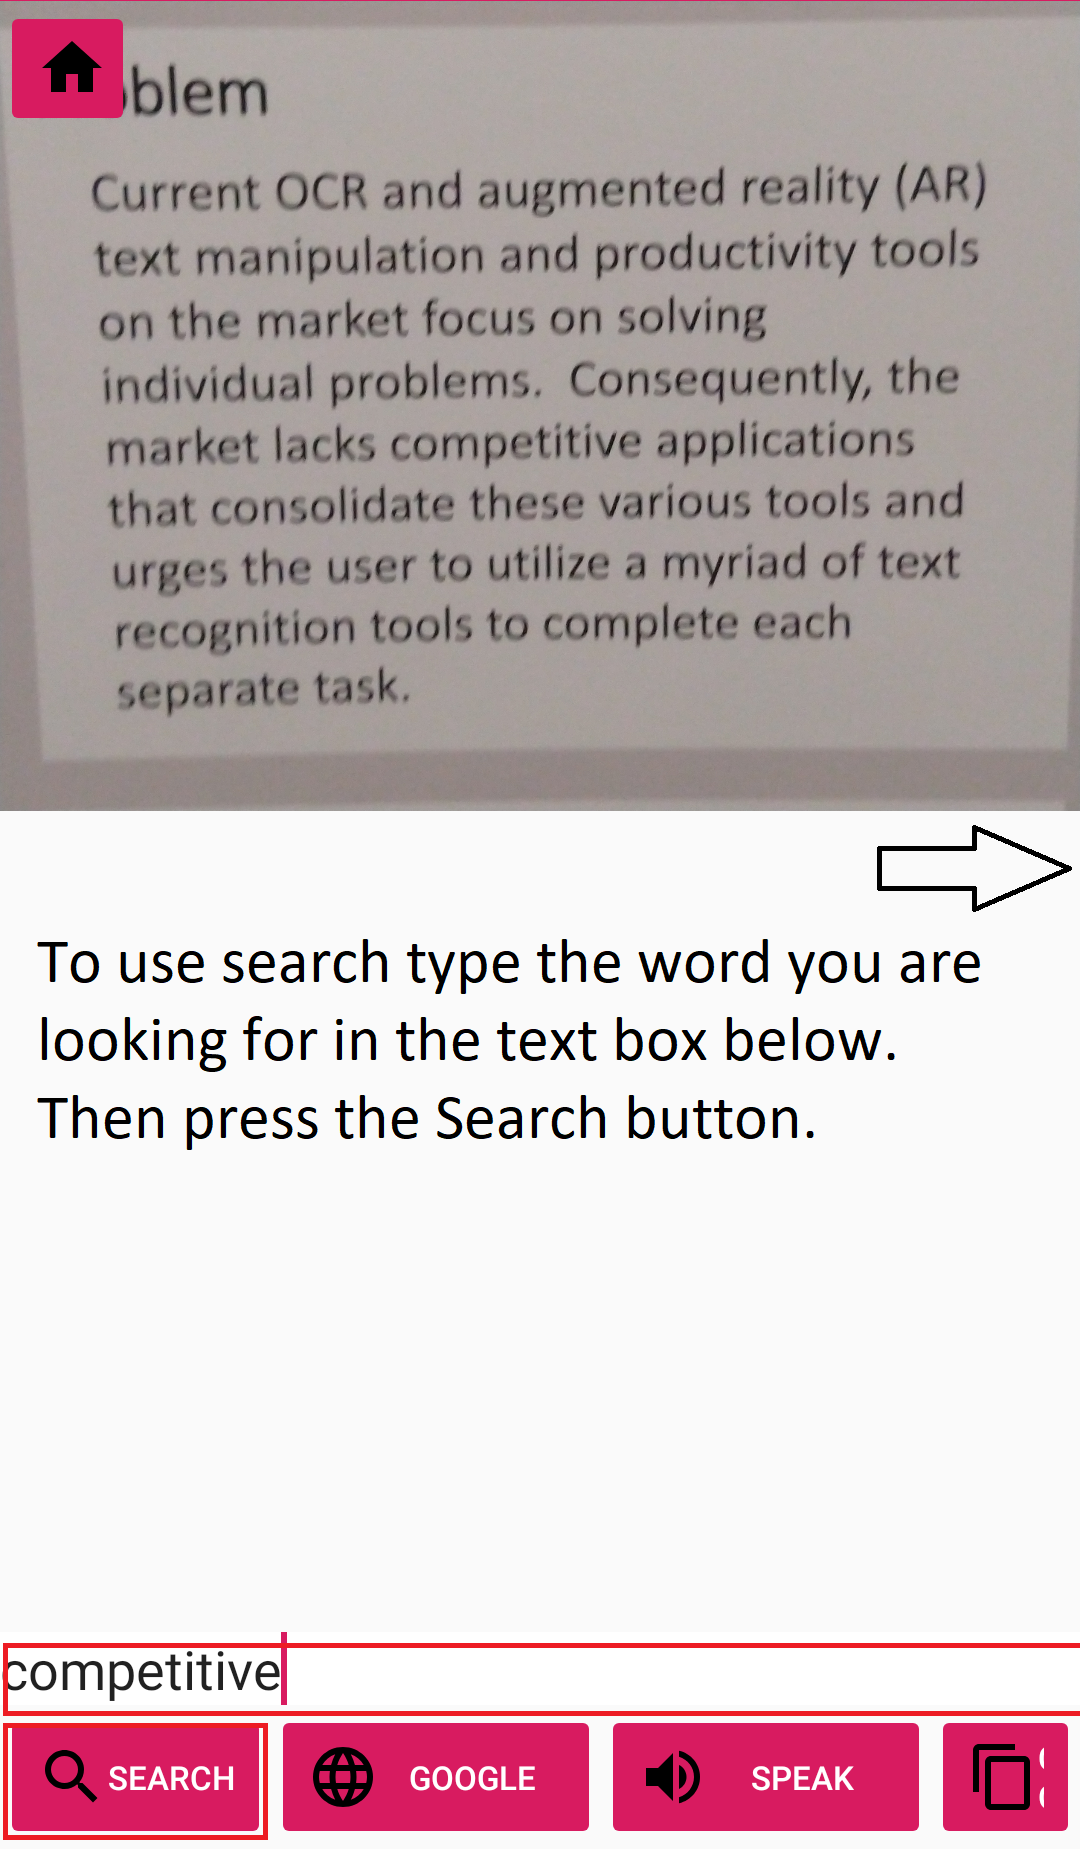 oblem
Current OCR and augmented reality (AR)
text manipulation and productivity tools
on the market focus on solving
individual problems.  Consequently, the
market lacks competitive applications
that consolidate these various tools and
urges the user to utilize a myriad of text
recognition tools to complete each
separate task.
To use search type the word you are
looking for in the text box below.
Then press the Search button.
competitive
SEARCH GOOGLE SPEAK